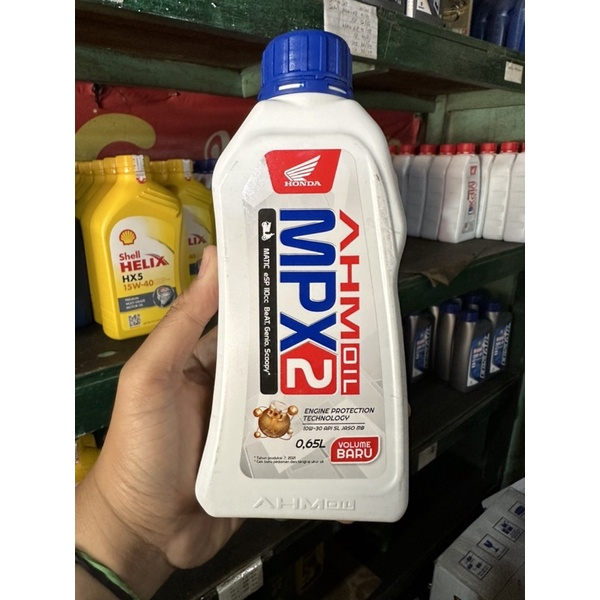 HONDA
AHM OIL
MPX2
MATIC eSP 110cc BeAT, Genio, Scoopy*
ENGINE PROTECTION
TECHNOLOGY
10W-30 API SL JASO MB
0,65L
VOLUME
BARU
AHM OIL
Shell
HELIX
HX5
15W-40